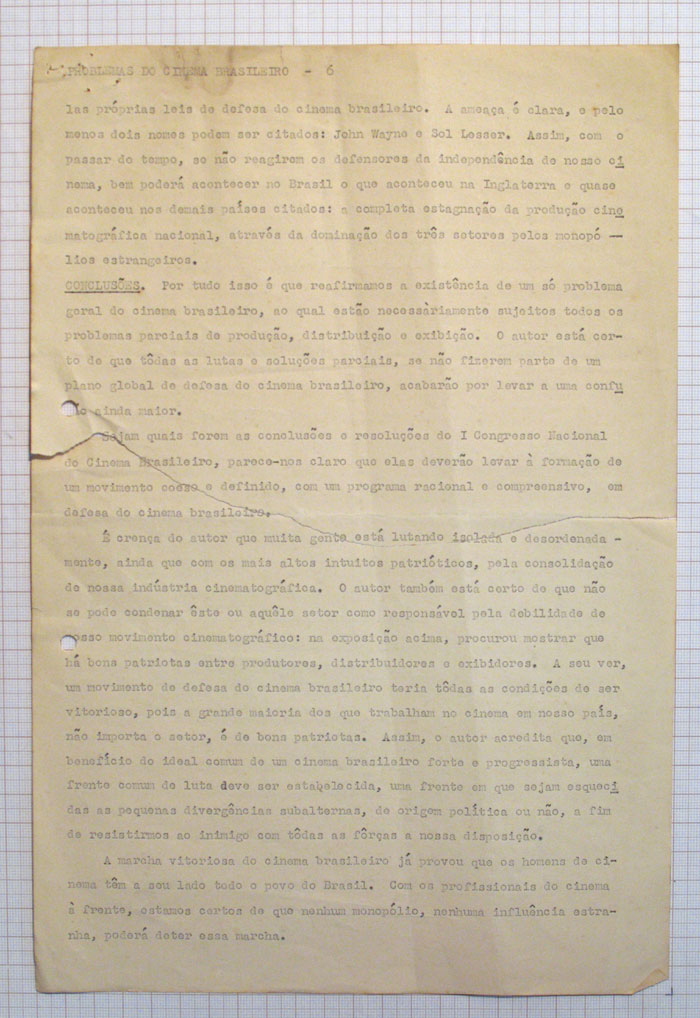 PROBLEMAS DO CINEMA BRASILEIRO - 6
las próprias leis de defesa do cinema brasileiro. A ameaça é clara, e pelo
menos dois nomes podem ser citados: John Wayne e Sol Lesser. Assim, com o
passar do tempo, se não reagirem os defensores da independência de nosso ci
nema, bem poderá acontecer no Brasil o que aconteceu na Inglaterra e quase
aconteceu nos demais países citados: a completa estagnação da produção cine
matográfica nacional, através da dominação dos três setores pelos monopó —
lios estrangeiros.
CONCLUSÕES. Por tudo isso é que reafirmamos a existência de um só problema
geral do cinema brasileiro, ao qual estão necessàriamente sujeitos todos os
problemas parciais de produção, distribuição e exibição. O autor está cer-
to de que tôdas as lutas e soluções parciais, se não fizerem parte de um
plano global de defesa do cinema brasileiro, acabarão por levar a uma confu
são ainda maior.
Sejam quais forem as conclusões e resoluções do I Congresso Nacional
do Cinema Brasileiro, parece-nos claro que elas deverão levar à formação de
um movimento coeso e definido, com um programa racional e compreensivo, em
defesa do cinema brasileiro.
É crença do autor que muita gente está lutando isolada e desordenada -
mente, ainda que com os mais altos intuitos patrióticos, pela consolidação
de nossa indústria cinematográfica. O autor também está certo de que não
se pode condenar êste ou aquêle setor como responsável pela debilidade de
nosso movimento cinematográfico: na exposição acima, procurou mostrar que
há bons patriotas entre produtores, distribuidores e exibidores. A seu ver,
um movimento de defesa do cinema brasileiro teria tôdas as condições de ser
vitorioso, pois a grande maioria dos que trabalham no cinema em nosso país,
não importa o setor, é de bons patriotas. Assim, o autor acredita que, em
benefício do ideal comum de um cinema brasileiro forte e progressista, uma
frente comum de luta deve ser estabelecida, uma frente em que sejam esqueci
das as pequenas divergências subalternas, de origem política ou não, a fim
de resistirmos ao inimigo com tôdas as fôrças a nossa disposição.
A marcha vitoriosa do cinema brasileiro já provou que os homens de ci-
nema têm a seu lado todo o povo do Brasil. Com os profissionais do cinema
à frente, estamos certos de que nenhum monopólio, nenhuma influência estra-
nha, poderá deter essa marcha.